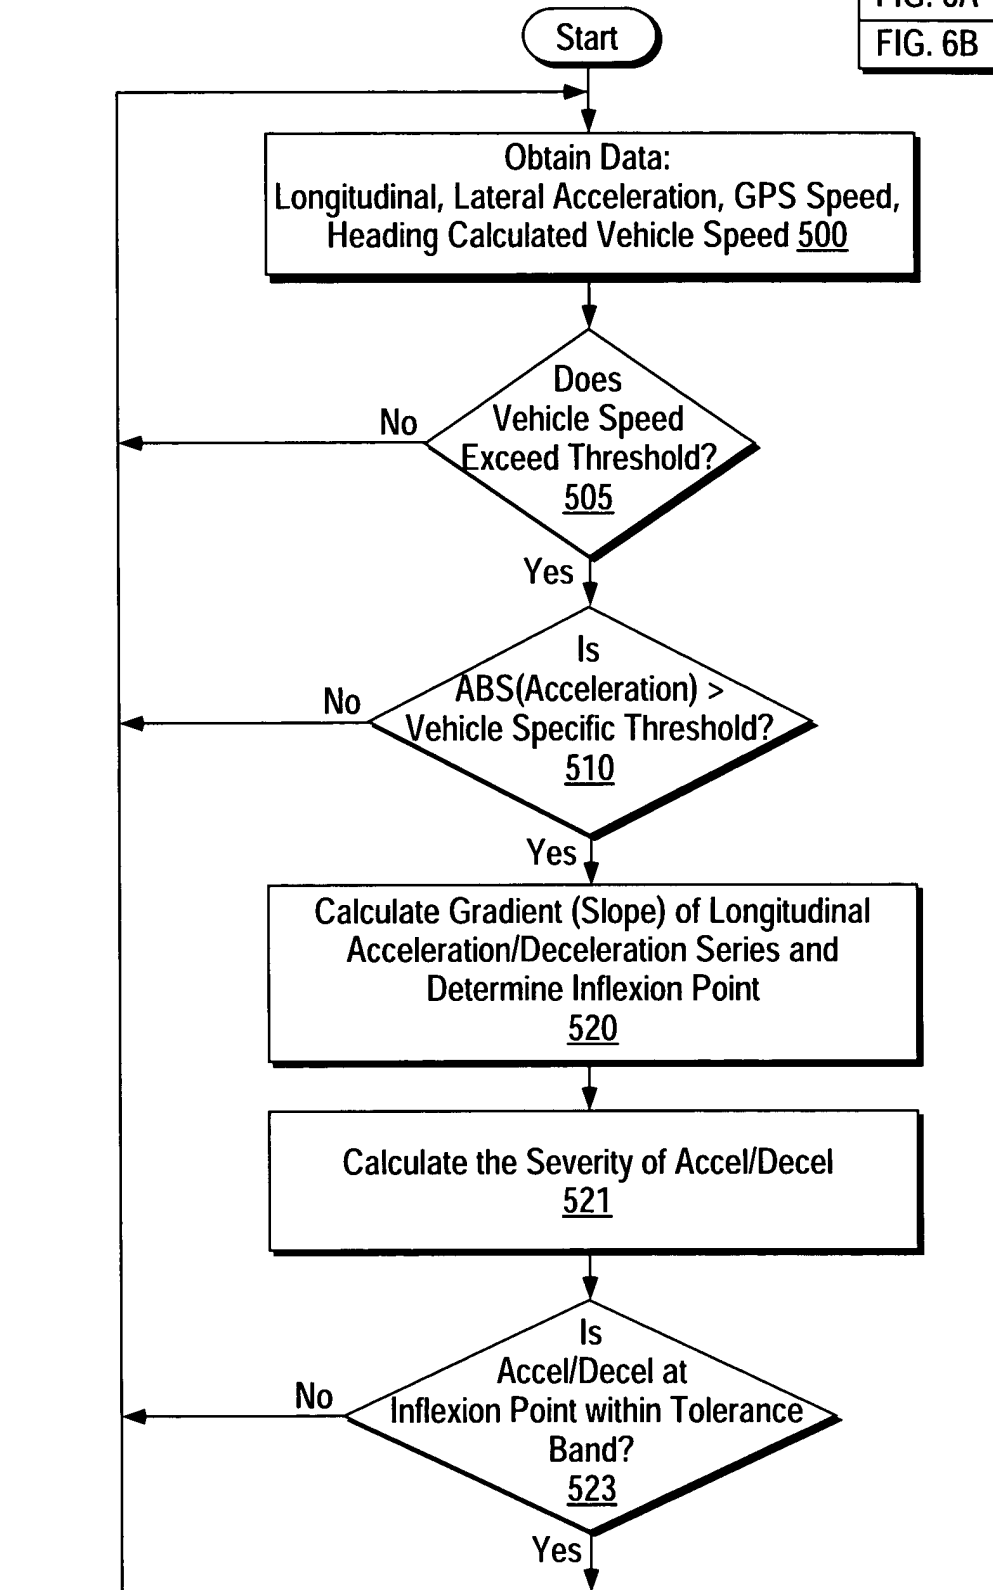 Start
FIG. 6A
FIG. 6B
Obtain Data:
Longitudinal, Lateral Acceleration, GPS Speed,
Heading Calculated Vehicle Speed 500
Does
Vehicle Speed
Exceed Threshold?
505
No
Yes
Is
ABS(Acceleration) >
Vehicle Specific Threshold?
510
No
Yes
Calculate Gradient (Slope) of Longitudinal
Acceleration/Deceleration Series and
Determine Inflexion Point
520
Calculate the Severity of Accel/Decel
521
Is
Accel/Decel at
Inflexion Point within Tolerance
Band?
523
No
Yes